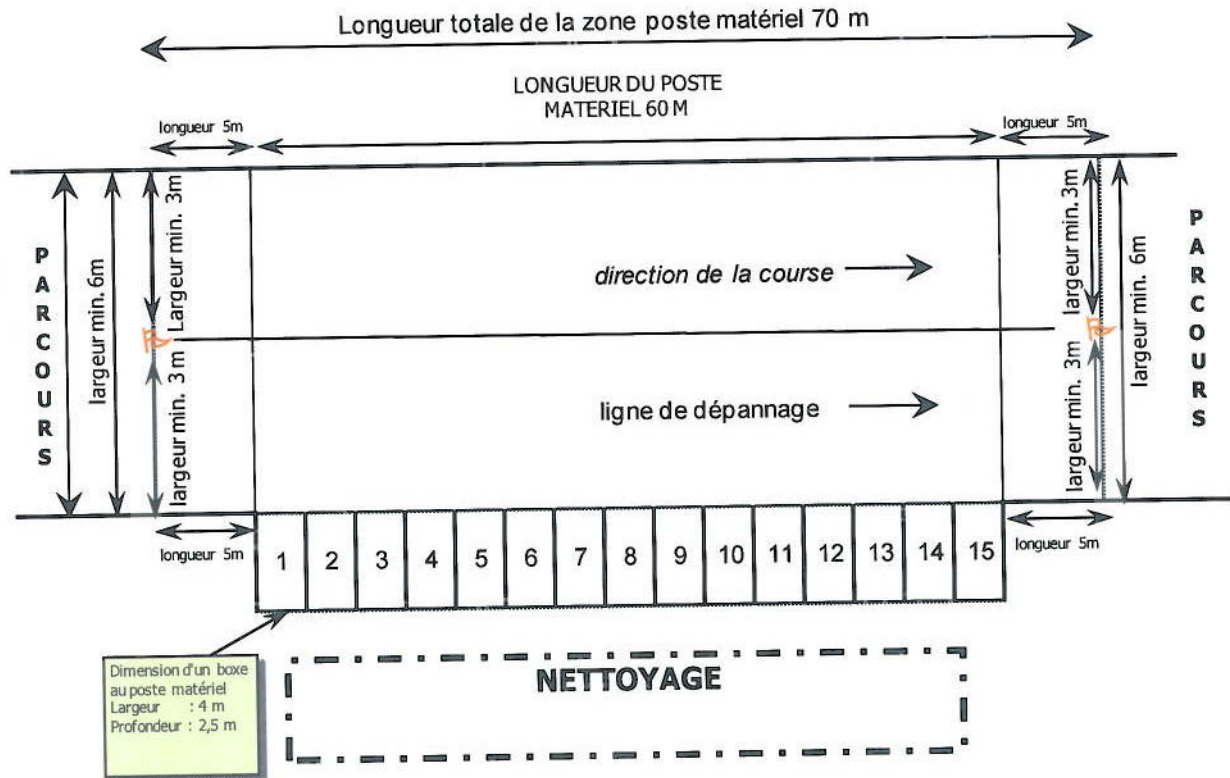 Longueur totale de la zone poste matériel 70 m
LONGUEUR DU POSTE
MATERIEL 60 M
longueur 5m
longueur 5m
PARCOURS
largeur min. 6m
Largeur min. 3m
largeur min. 3 m
direction de la course
ligne de dépannage
largeur min. 3m
largeur min. 3m
largeur min. 6m
PARCOURS
longueur 5m
1 2 3 4 5 6 7 8 9 10 11 12 13 14 15
longueur 5m
Dimension d'un boxe
au poste matériel
Largeur : 4 m
Profondeur : 2,5 m
NETTOYAGE